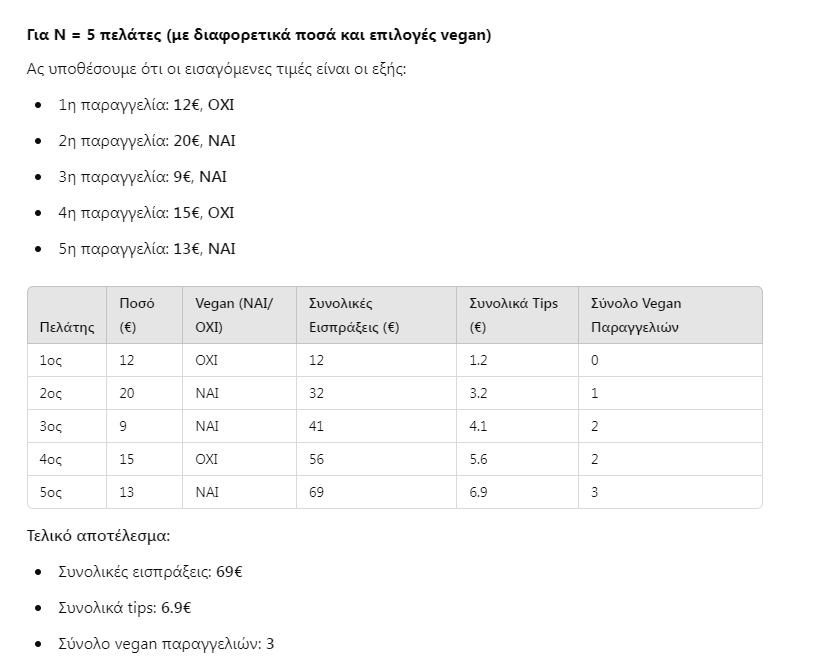 Για N = 5 πελάτες (με διαφορετικά ποσά και επιλογές vegan)
Ας υποθέσουμε ότι οι εισαγόμενες τιμές είναι οι εξής:
• 1η παραγγελία: 12€, ΟΧΙ
• 2η παραγγελία: 20€, ΝΑΙ
• 3η παραγγελία: 9€, ΝΑΙ
• 4η παραγγελία: 15€, ΟΧΙ
• 5η παραγγελία: 13€, ΝΑΙ
Πελάτης Ποσό (€) Vegan (ΝΑΙ/ΟΧΙ) Συνολικές Εισπράξεις (€) Συνολικά Tips (€) Σύνολο Vegan Παραγγελιών
1ος 12 ΟΧΙ 12 1.2 0
2ος 20 ΝΑΙ 32 3.2 1
3ος 9 ΝΑΙ 41 4.1 2
4ος 15 ΟΧΙ 56 5.6 2
5ος 13 ΝΑΙ 69 6.9 3
Τελικό αποτέλεσμα:
• Συνολικές εισπράξεις: 69€
• Συνολικά tips: 6.9€
• Σύνολο vegan παραγγελιών: 3